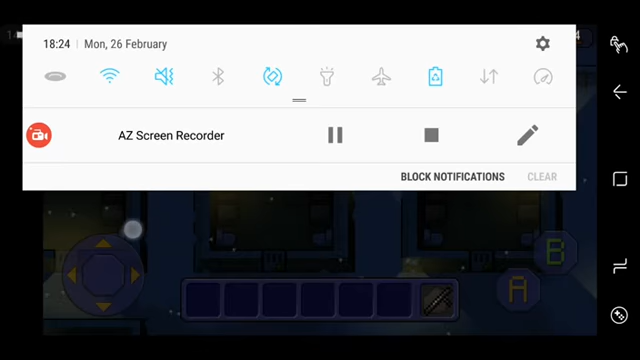 18:24 | Mon, 26 February
AZ Screen Recorder
BLOCK NOTIFICATIONS CLEAR
B
A